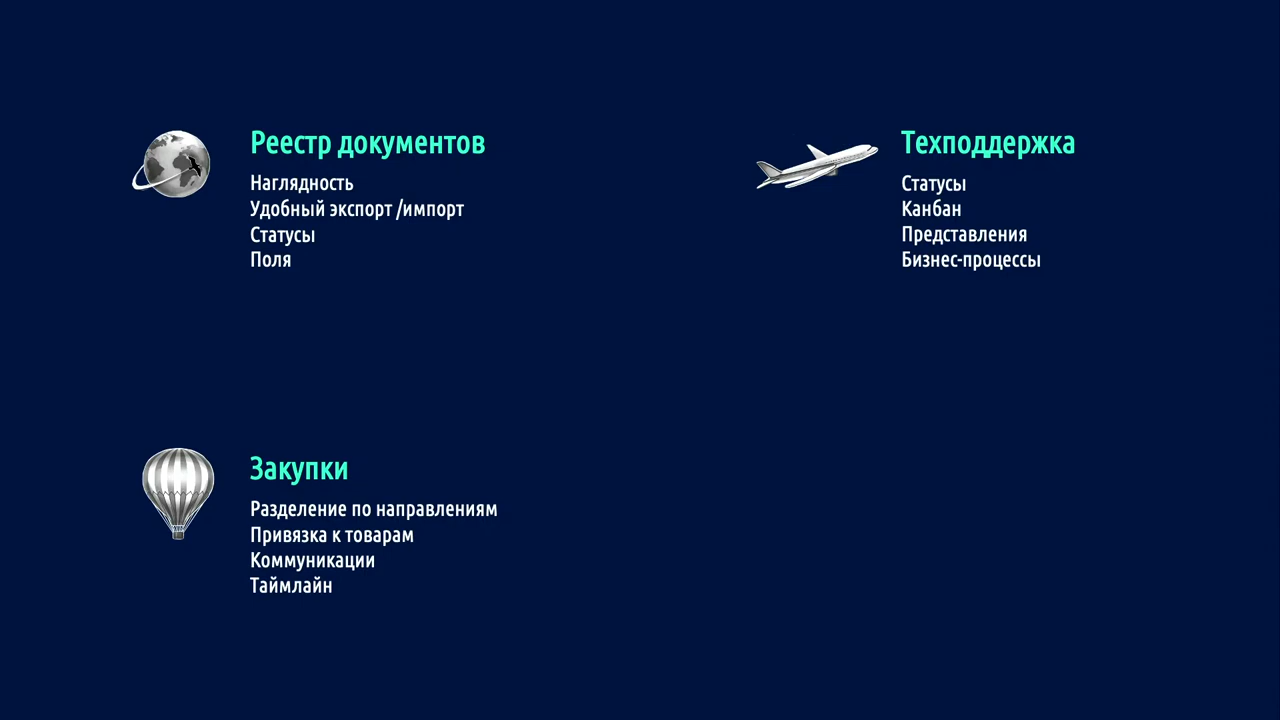 Реестр документов
Наглядность
Удобный экспорт /импорт
Статусы
Поля
Техподдержка
Статусы
Канбан
Представления
Бизнес-процессы
Закупки
Разделение по направлениям
Привязка к товарам
Коммуникации
Таймлайн